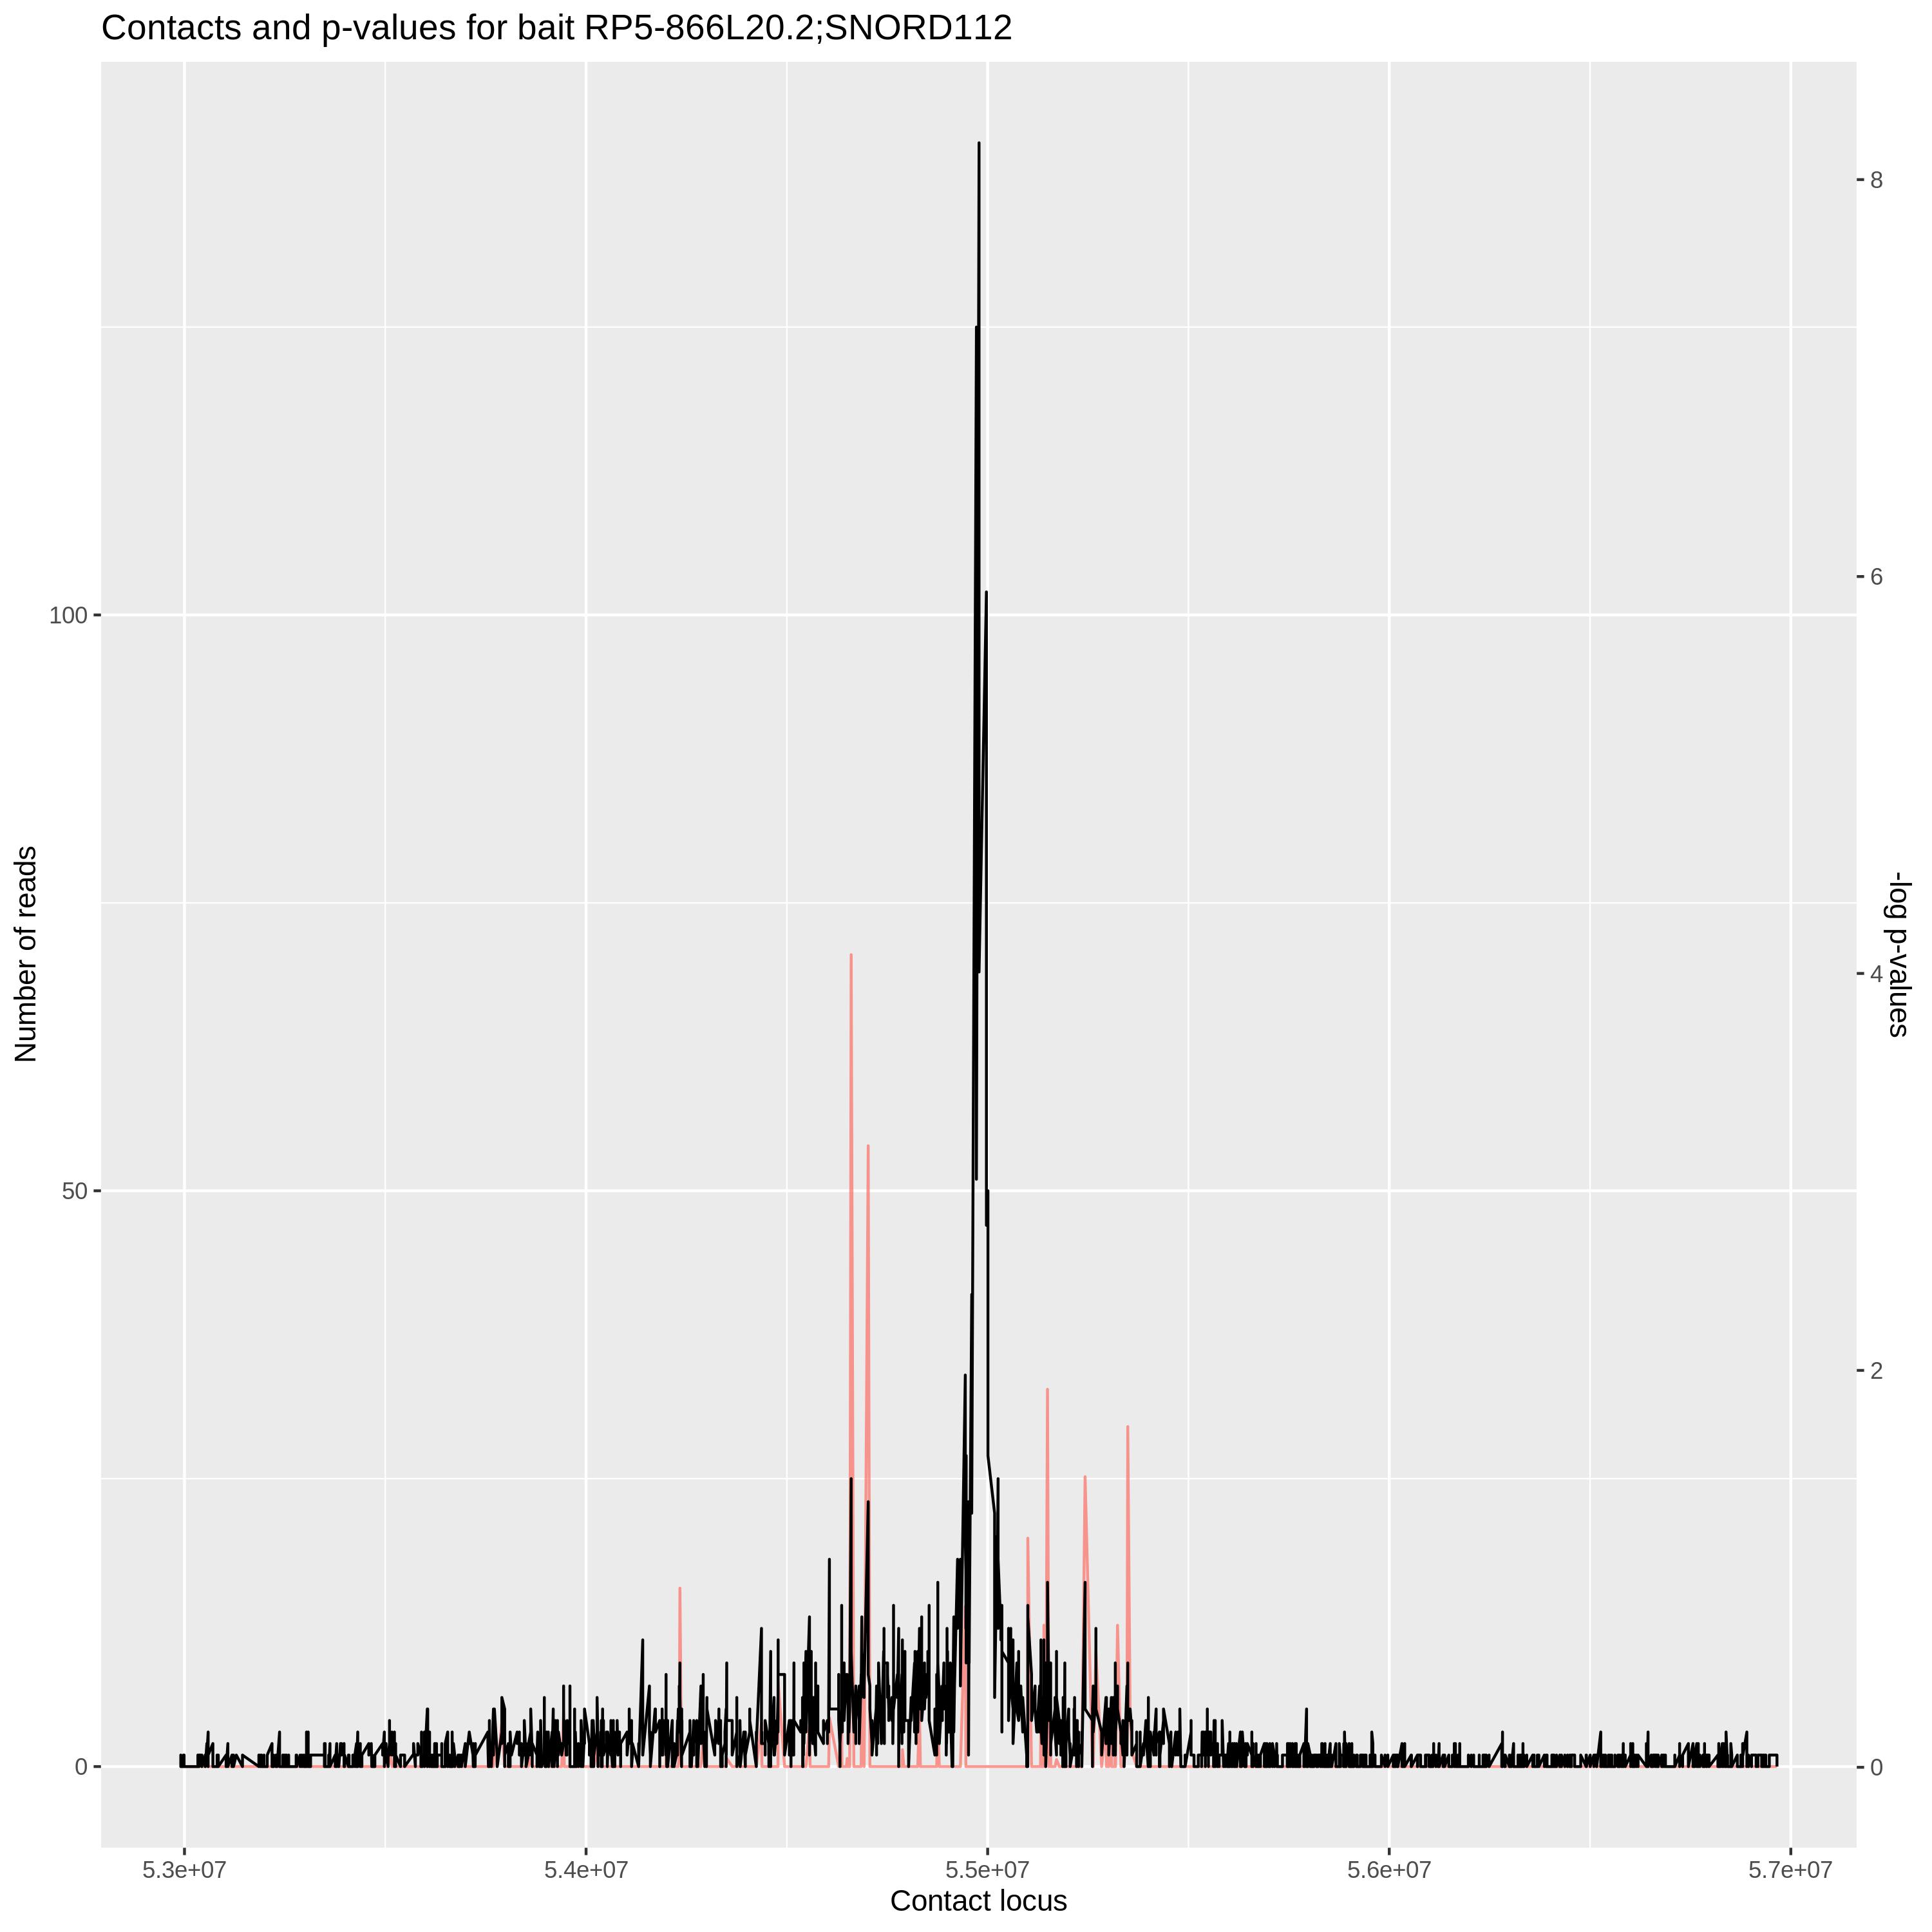 Contacts and p-values for bait RP5-866L20.2;SNORD112
8
6
100
Number of reads
-log p-values
4
50
2
0
0
5.3e+07
5.4e+07
5.5e+07
5.6e+07
5.7e+07
Contact locus